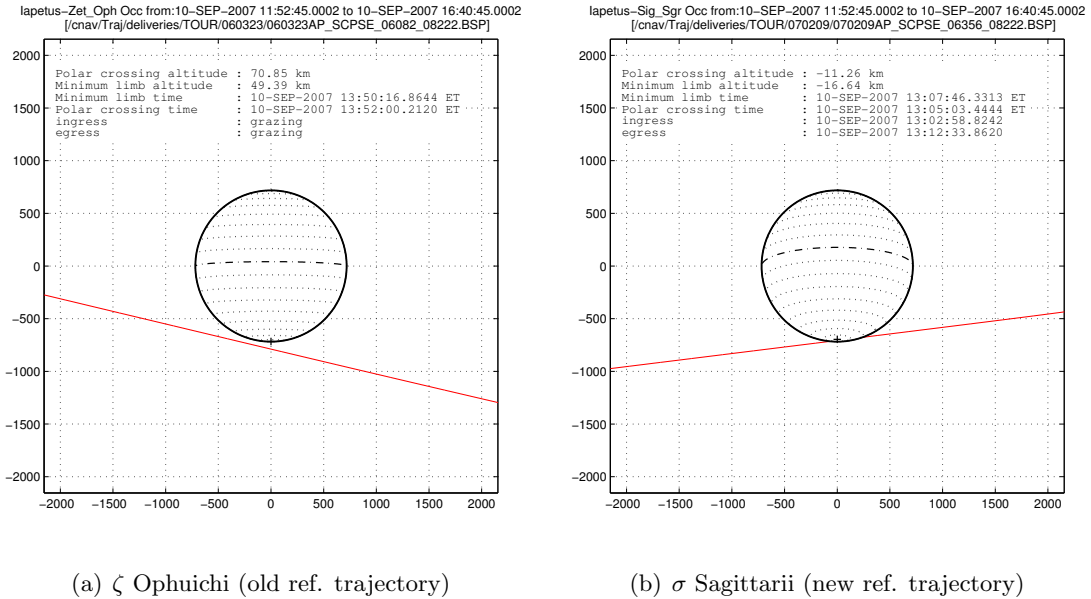 Iapetus-Zet_Oph Occ from:10-SEP-2007 11:52:45.0002 to 10-SEP-2007 16:40:45.0002
[/cnav/Traj/deliveries/TOUR/060323/060323AP_SCPSE_06082_08222.BSP]
2000
1500
1000
500
0
−500
−1000
−1500
−2000
Polar crossing altitude : 70.85 km
Minimum limb altitude : 49.39 km
Minimum limb time : 10-SEP-2007 13:50:16.8644 ET
Polar crossing time : 10-SEP-2007 13:52:00.2120 ET
ingress : grazing
egress : grazing
−2000 −1500 −1000 −500 0 500 1000 1500 2000
(a) ζ Ophuichi (old ref. trajectory)
Iapetus-Sig_Sgr Occ from:10-SEP-2007 11:52:45.0002 to 10-SEP-2007 16:40:45.0002
[/cnav/Traj/deliveries/TOUR/070209/070209AP_SCPSE_06356_08222.BSP]
2000
1500
1000
500
0
−500
−1000
−1500
−2000
Polar crossing altitude : -11.26 km
Minimum limb altitude : -16.64 km
Minimum limb time : 10-SEP-2007 13:07:46.3313 ET
Polar crossing time : 10-SEP-2007 13:05:03.4444 ET
ingress : 10-SEP-2007 13:02:58.8242
egress : 10-SEP-2007 13:12:33.8620
−2000 −1500 −1000 −500 0 500 1000 1500 2000
(b) σ Sagittarii (new ref. trajectory)